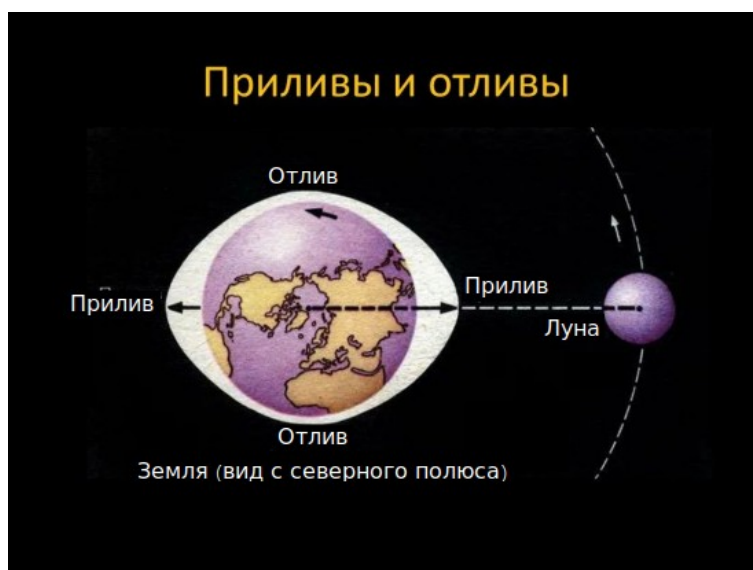 Приливы и отливы
Отлив
Прилив
Прилив
Луна
Отлив
Земля (вид с северного полюса)